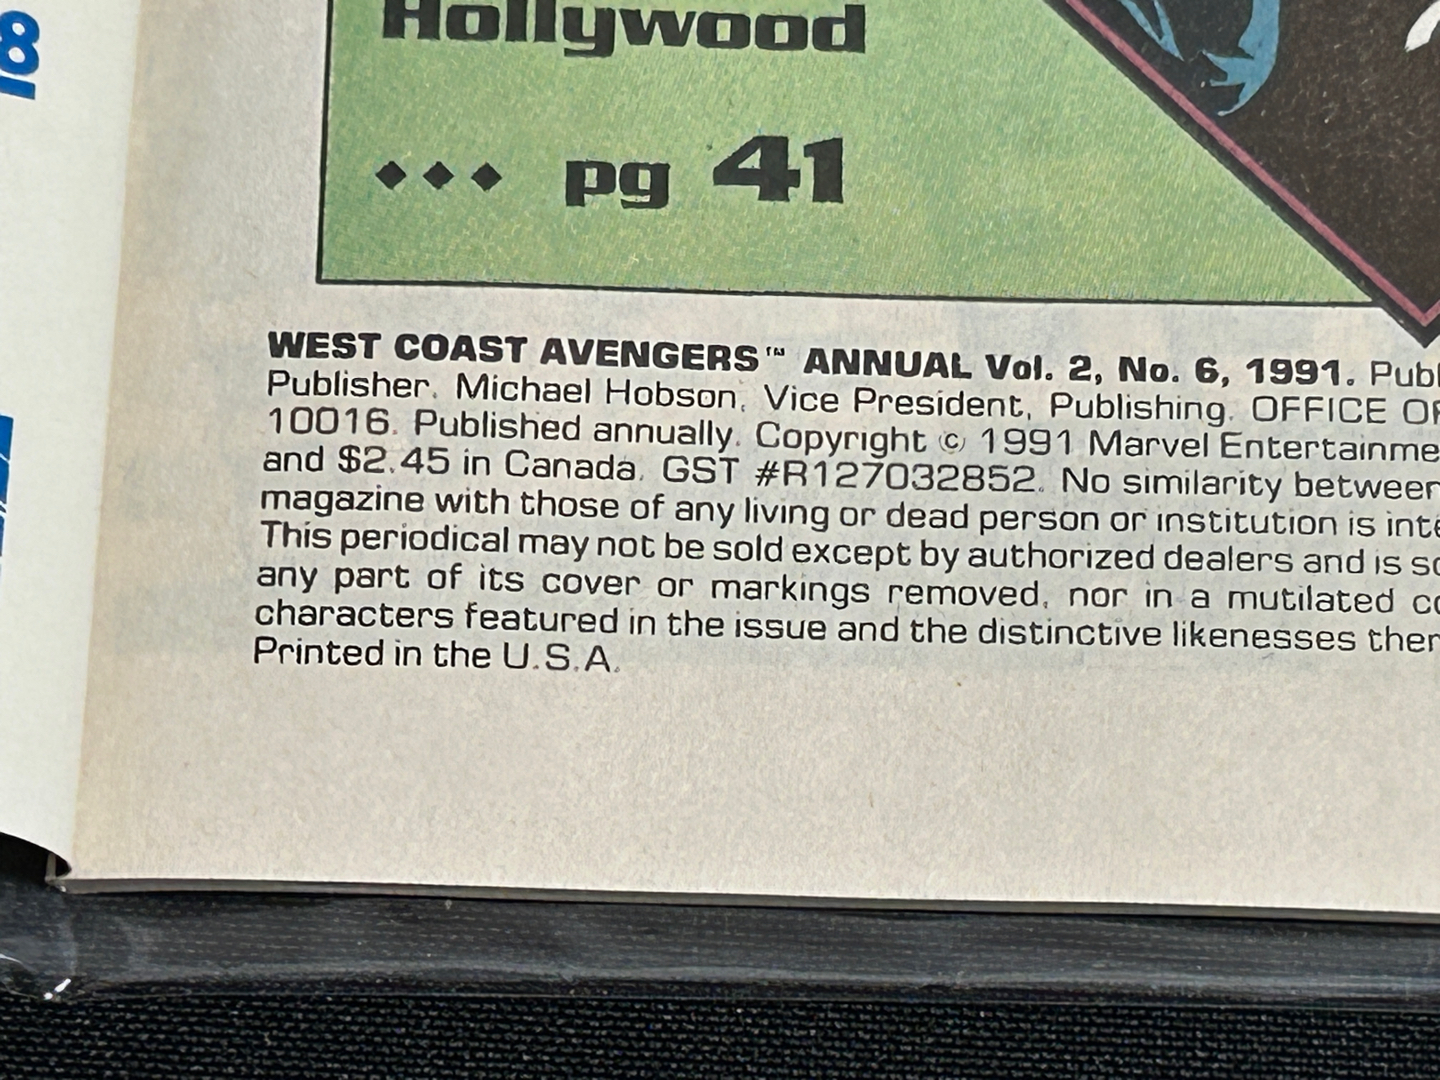 8
Hollywood
♦♦♦ pg 41
WEST COAST AVENGERS™ ANNUAL Vol. 2, No. 6, 1991.
Publisher. Michael Hobson, Vice President, Publishing. OFFICE
10016. Published annually. Copyright © 1991 Marvel
and $2.45 in Canada. GST #R127032852. No similarity between
magazine with those of any living or dead person or institution is
This periodical may not be sold except by authorized dealers and is
any part of its cover or markings removed, nor in a mutilated
characters featured in the issue and the distinctive likenesses
Printed in the U.S.A.